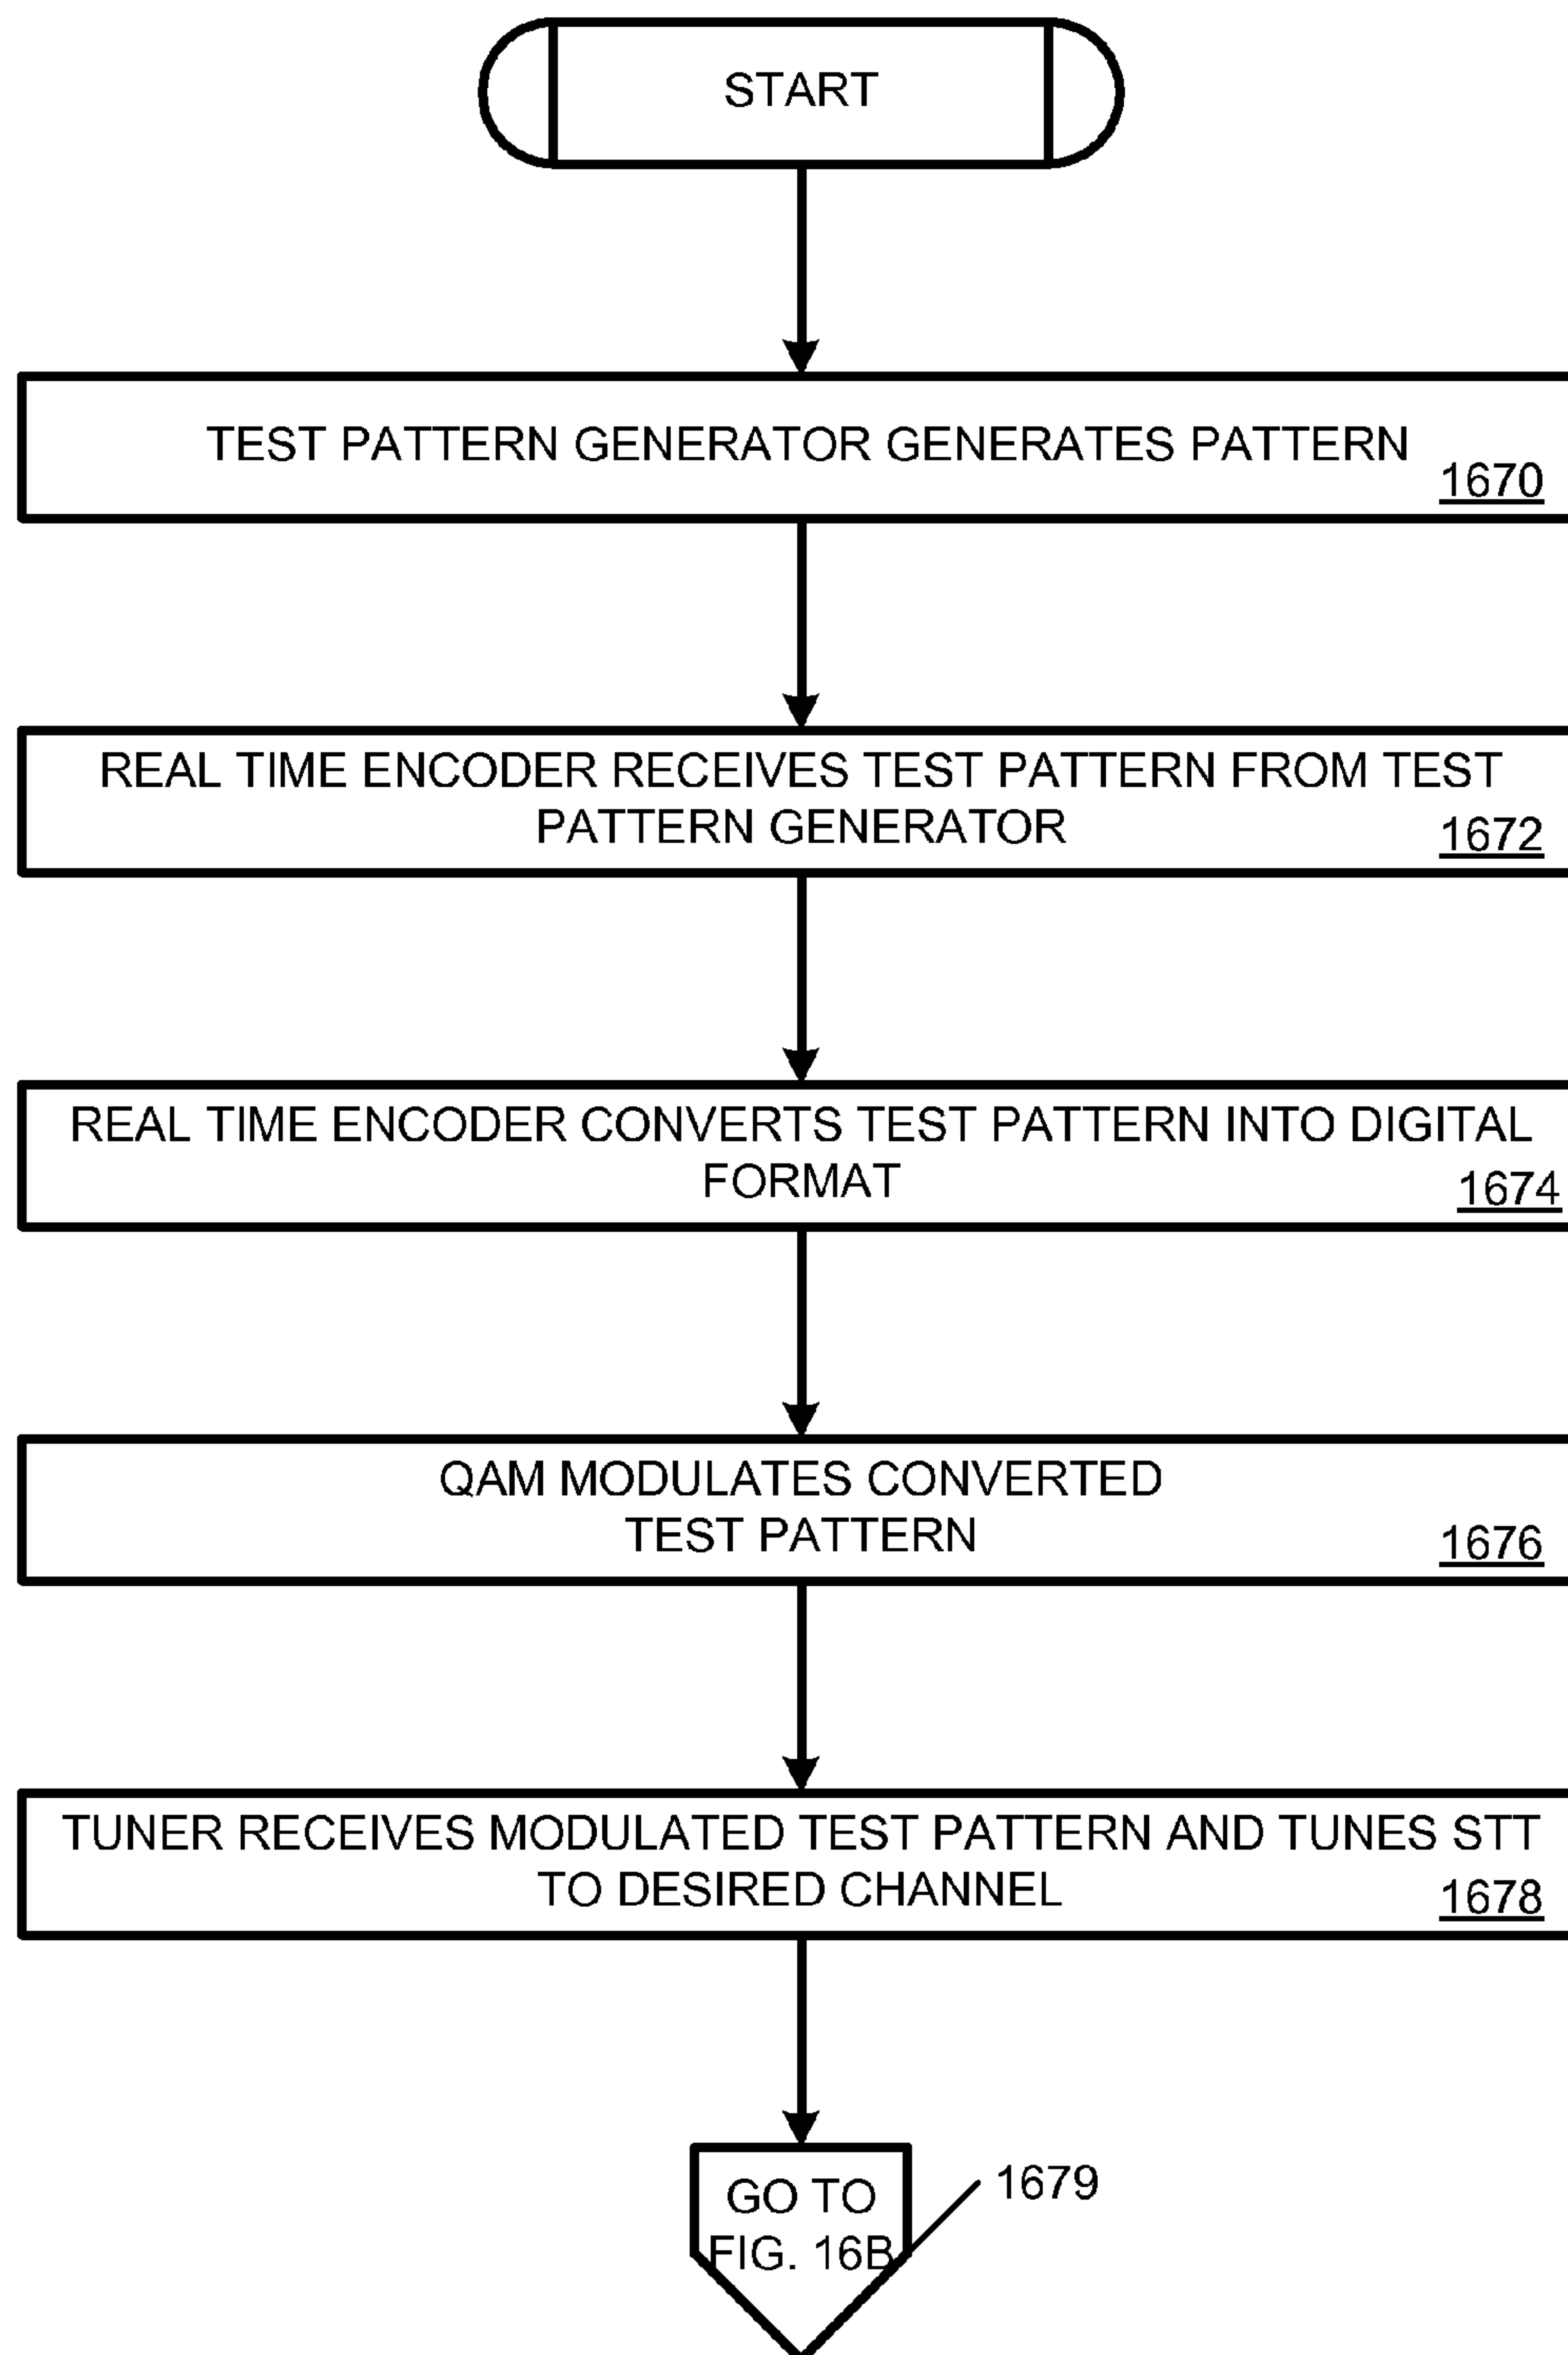 START
TEST PATTERN GENERATOR GENERATES PATTERN
1670
REAL TIME ENCODER RECEIVES TEST PATTERN FROM TEST
PATTERN GENERATOR
1672
REAL TIME ENCODER CONVERTS TEST PATTERN INTO DIGITAL
FORMAT
1674
QAM MODULATES CONVERTED
TEST PATTERN
1676
TUNER RECEIVES MODULATED TEST PATTERN AND TUNES STT
TO DESIRED CHANNEL
1678
GO TO
FIG. 16B
1679